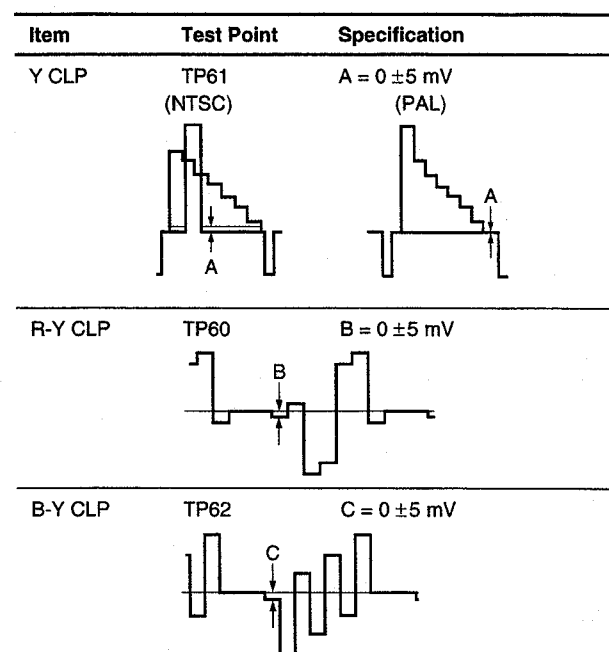 Item Test Point Specification
Y CLP TP61 A = 0 ±5 mV
(NTSC) (PAL)
A
A
R-Y CLP TP60 B = 0 ±5 mV
B
B-Y CLP TP62 C = 0 ±5 mV
C